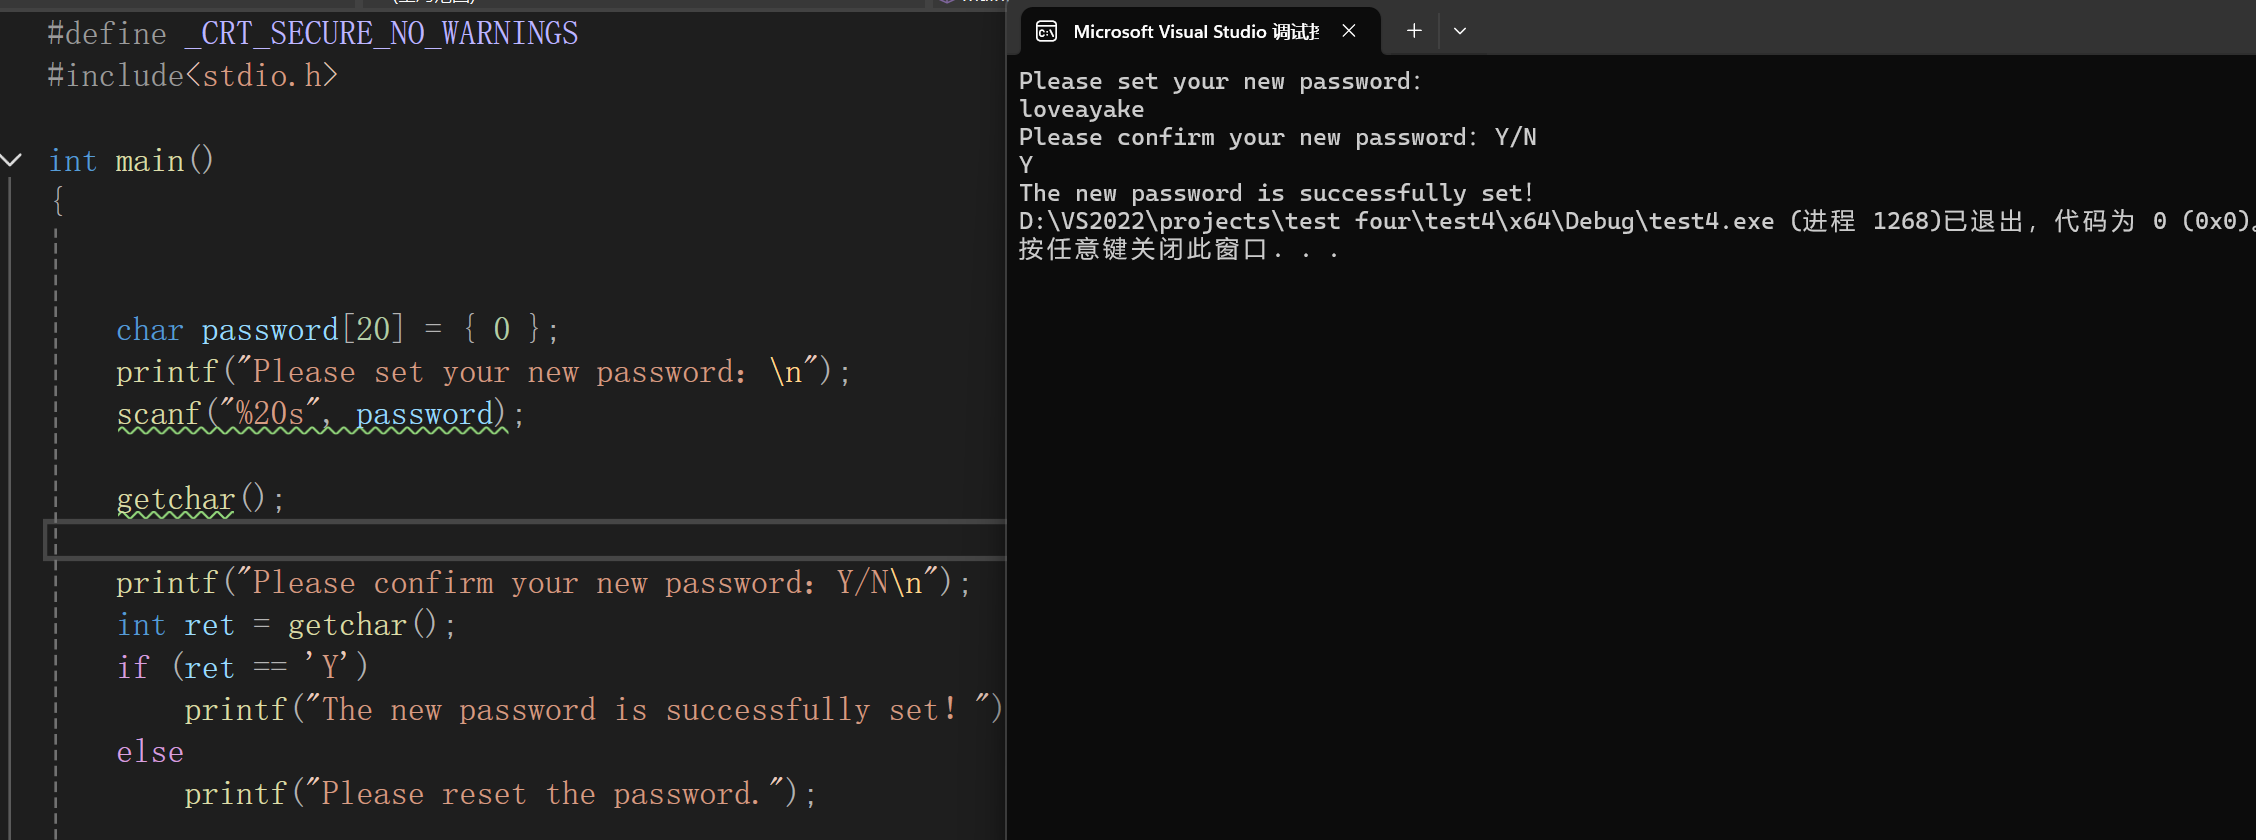 #define _CRT_SECURE_NO_WARNINGS
#include<stdio.h>
int main()
{
char password[20] = { 0 };
printf("Please set your new password：\n");
scanf("%20s", password);
getchar();
printf("Please confirm your new password：Y/N\n");
int ret = getchar();
if (ret == 'Y')
printf("The new password is successfully set！")
else
printf("Please reset the password.");
Microsoft Visual Studio 调试
Please set your new password：
loveayake
Please confirm your new password：Y/N
Y
The new password is successfully set！
D:\VS2022\projects\test four\test4\x64\Debug\test4.exe (进程 1268)已退出，代码为 0 (0x0)。
按任意键关闭此窗口. . .